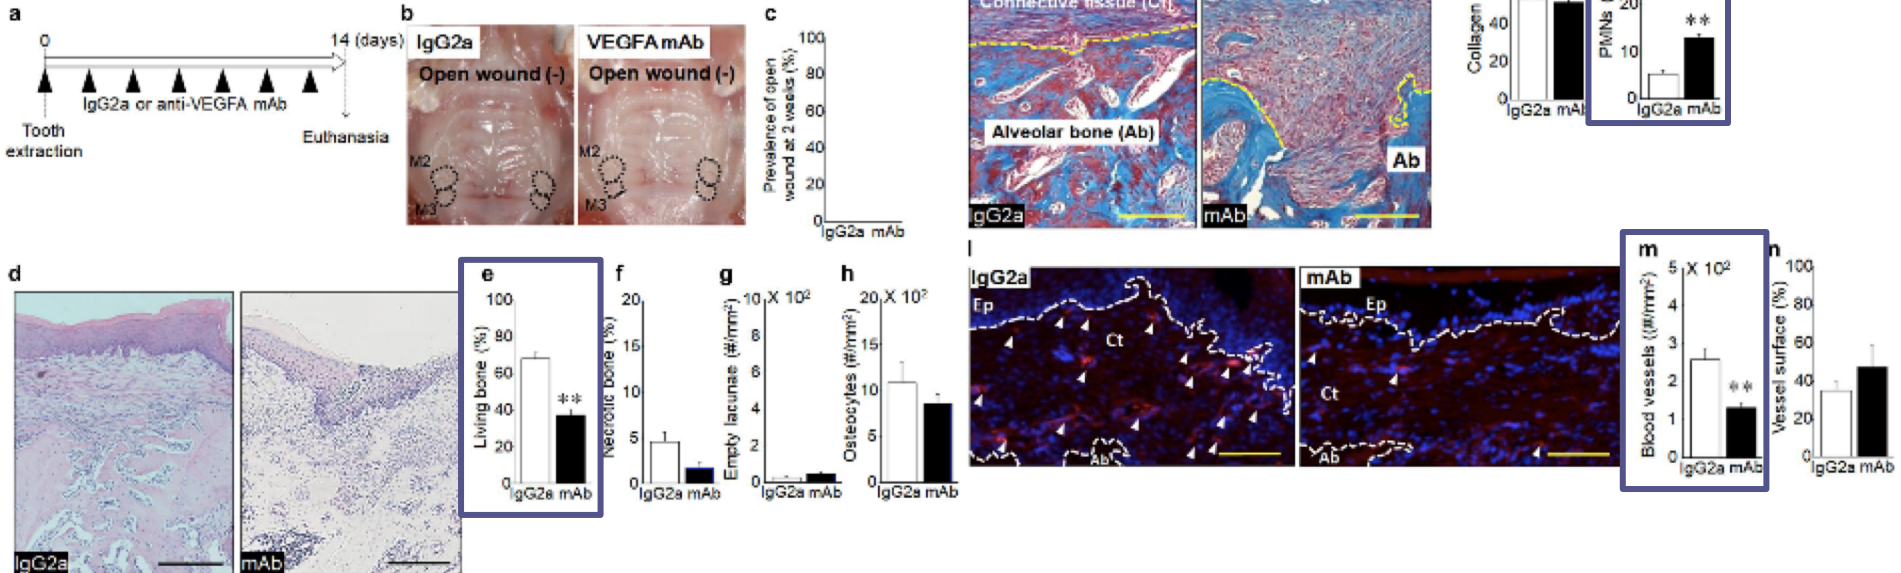 a
0
14 (days)
IgG2a or anti-VEGFA mAb
Tooth
extraction
Euthanasia
b
IgG2a
Open wound (-)
M2
M3
VEGFA mAb
Open wound (-)
M2
M3
c
Prevalence of open
wound at 2 weeks (%)
100
80
60
40
20
0
IgG2a mAb
Connective tissue (Ct)
Alveolar bone (Ab)
IgG2a
Ct
Ab
mAb
Collagen
40
20
0
IgG2a mAb
PMNs (
20
10
0
**
IgG2a mAb
d
IgG2a
mAb
e
Living bone (%)
100
80
60
40
20
0
**
IgG2a mAb
f
Necrotic bone (%)
20
15
10
5
0
IgG2a mAb
g
Empty lacunae (#/mm²)
X 10²
10
8
6
4
2
0
IgG2a mAb
h
Osteocytes (#/mm²)
X 10²
20
15
10
5
0
IgG2a mAb
l
IgG2a
Ep
Ct
Ab
mAb
Ep
Ct
Ab
m
Blood vessels ((#/mm²)
X 10²
5
4
3
2
1
0
**
IgG2a mAb
n
Vessel surface (%)
100
80
60
40
20
0
IgG2a mAb